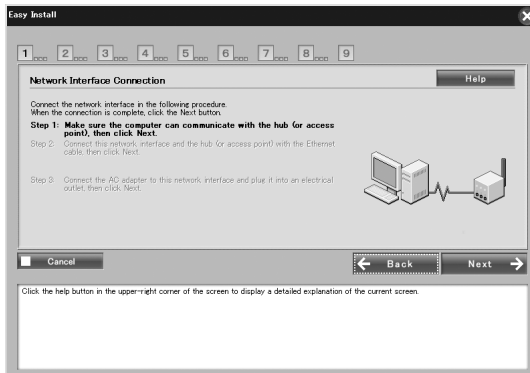 Easy Install
1 2 3 4 5 6 7 8 9
Network Interface Connection
Help
Connect the network interface in the following procedure.
When the connection is complete, click the Next button.
Step 1: Make sure the computer can communicate with the hub (or access
point), then click Next.
Step 2: Connect this network interface and the hub (or access point) with the Ethernet
cable, then click Next.
Step 3: Connect the AC adapter to this network interface and plug it into an electrical
outlet, then click Next.
Cancel
Back
Next
Click the help button in the upper-right corner of the screen to display a detailed explanation of the current screen.